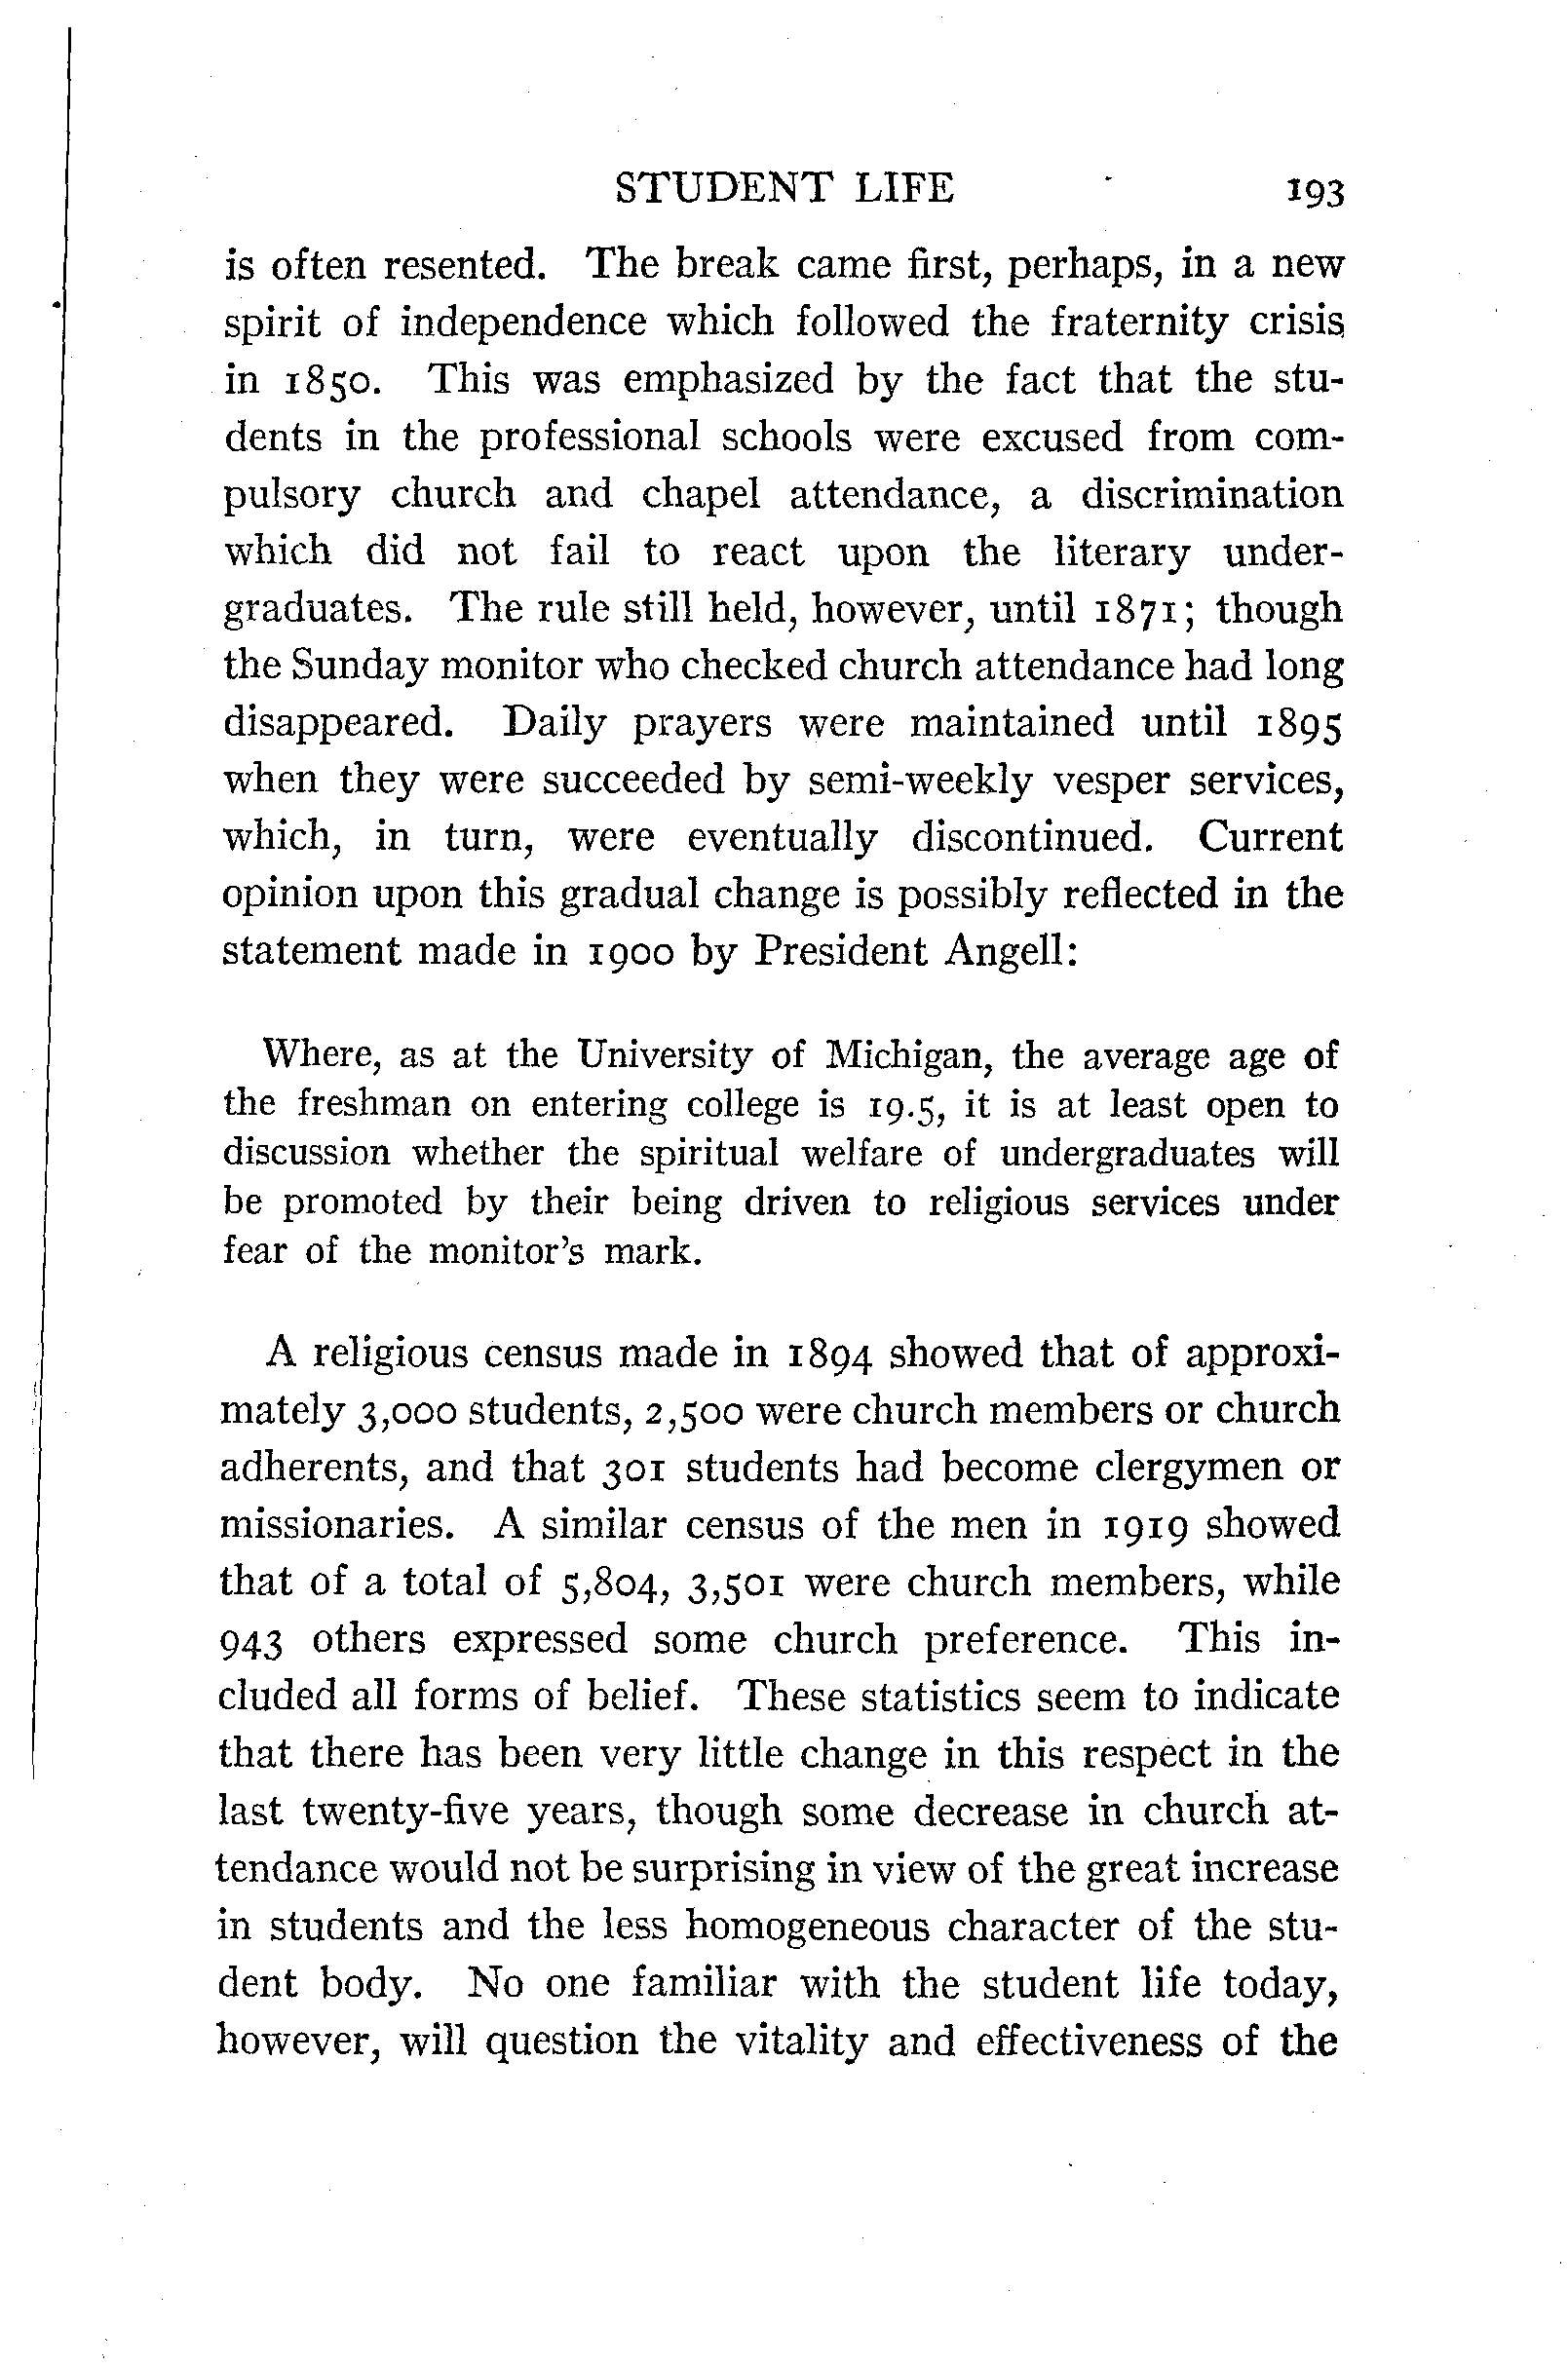 STUDENT LIFE 193
is often resented. The break came first, perhaps, in a new
spirit of independence which followed the fraternity crisis
in 1850. This was emphasized by the fact that the stu-
dents in the professional schools were excused from com-
pulsory church and chapel attendance, a discrimination
which did not fail to react upon the literary under-
graduates. The rule still held, however, until 1871; though
the Sunday monitor who checked church attendance had long
disappeared. Daily prayers were maintained until 1895
when they were succeeded by semi-weekly vesper services,
which, in turn, were eventually discontinued. Current
opinion upon this gradual change is possibly reflected in the
statement made in 1900 by President Angell:
Where, as at the University of Michigan, the average age of
the freshman on entering college is 19.5, it is at least open to
discussion whether the spiritual welfare of undergraduates will
be promoted by their being driven to religious services under
fear of the monitor's mark.
A religious census made in 1894 showed that of approxi-
mately 3,000 students, 2,500 were church members or church
adherents, and that 301 students had become clergymen or
missionaries. A similar census of the men in 1919 showed
that of a total of 5,804, 3,501 were church members, while
943 others expressed some church preference. This in-
cluded all forms of belief. These statistics seem to indicate
that there has been very little change in this respect in the
last twenty-five years, though some decrease in church at-
tendance would not be surprising in view of the great increase
in students and the less homogeneous character of the stu-
dent body. No one familiar with the student life today,
however, will question the vitality and effectiveness of the